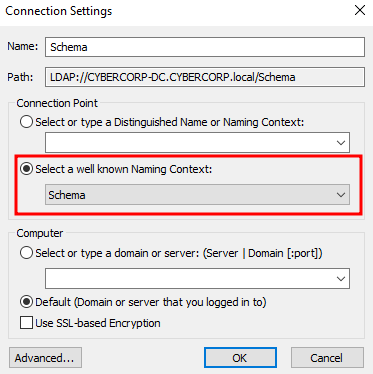 Connection Settings
Name: Schema
Path: LDAP://CYBERCORP-DC.CYBERCORP.local/Schema
Connection Point
Select or type a Distinguished Name or Naming Context:
Select a well known Naming Context:
Schema
Computer
Select or type a domain or server: (Server | Domain [:port])
Default (Domain or server that you logged in to)
Use SSL-based Encryption
Advanced... OK Cancel